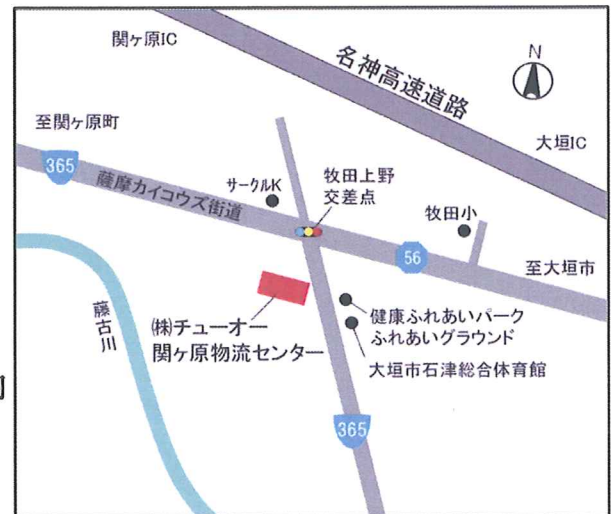 関ヶ原IC
名神高速道路
N
大垣IC
至関ヶ原町
365
薩摩カイコウズ街道
サークルK
牧田上野
交差点
牧田小
56
至大垣市
藤古川
㈱チューオー
関ヶ原物流センター
健康ふれあいパーク
ふれあいグラウンド
大垣市石津総合体育館
365